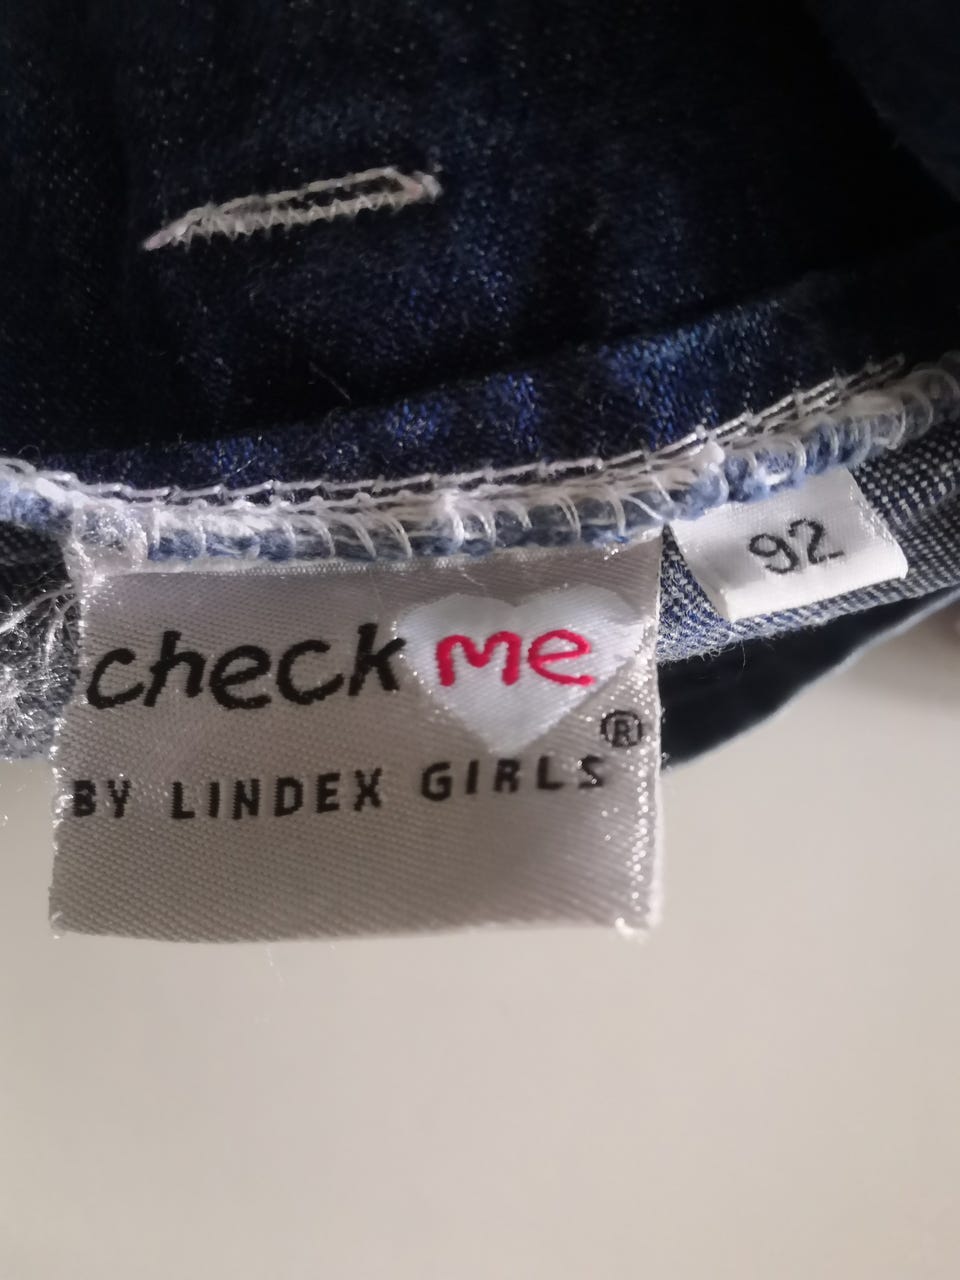 check me
®
BY LINDEX GIRLS
92